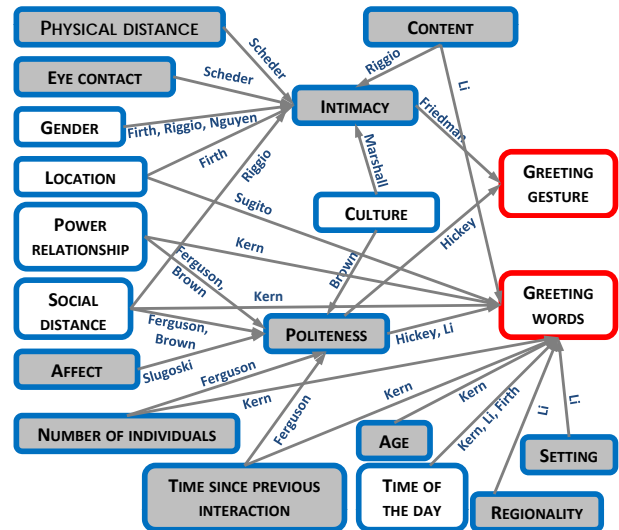 PHYSICAL DISTANCE
CONTENT
Scheder
Riggio
EYE CONTACT
Scheder
Li
INTIMACY
Friedman
GENDER
Firth, Riggio, Nguyen
Firth
Riggio
Marshall
LOCATION
GREETING
GESTURE
Sugito
CULTURE
POWER
RELATIONSHIP
Kern
Hickey
Ferguson,
Brown
Brown
SOCIAL
DISTANCE
Kern
GREETING
WORDS
Ferguson,
Brown
POLITENESS
Hickey, Li
AFFECT
Slugoski
Ferguson
Kern
NUMBER OF INDIVIDUALS
Ferguson
Kern
Kern
Kern, Li, Firth
Li
Li
AGE
SETTING
TIME SINCE PREVIOUS
INTERACTION
TIME OF
THE DAY
REGIONALITY